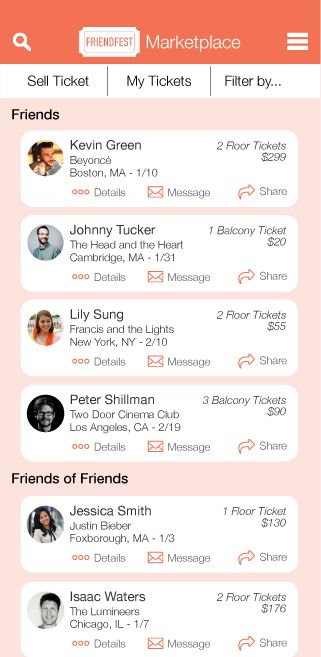 FRIENDFEST Marketplace
Sell Ticket My Tickets Filter by...
Friends
Kevin Green 2 Floor Tickets
Beyoncé $299
Boston, MA - 1/10
Details Message Share
Johnny Tucker 1 Balcony Ticket
The Head and the Heart $20
Cambridge, MA - 1/31
Details Message Share
Lily Sung 2 Floor Tickets
Francis and the Lights $55
New York, NY - 2/10
Details Message Share
Peter Shillman 3 Balcony Tickets
Two Door Cinema Club $90
Los Angeles, CA - 2/19
Details Message Share
Friends of Friends
Jessica Smith 1 Floor Ticket
Justin Bieber $130
Foxborough, MA - 1/3
Details Message Share
Isaac Waters 2 Floor Tickets
The Lumineers $176
Chicago, IL - 1/7
Details Message Share